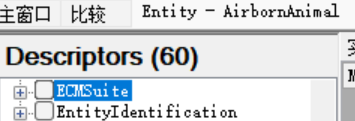 主窗口 比较 Entity - AirbornAnimal
Descriptors (60)
ECMSuite
EntityIdentification